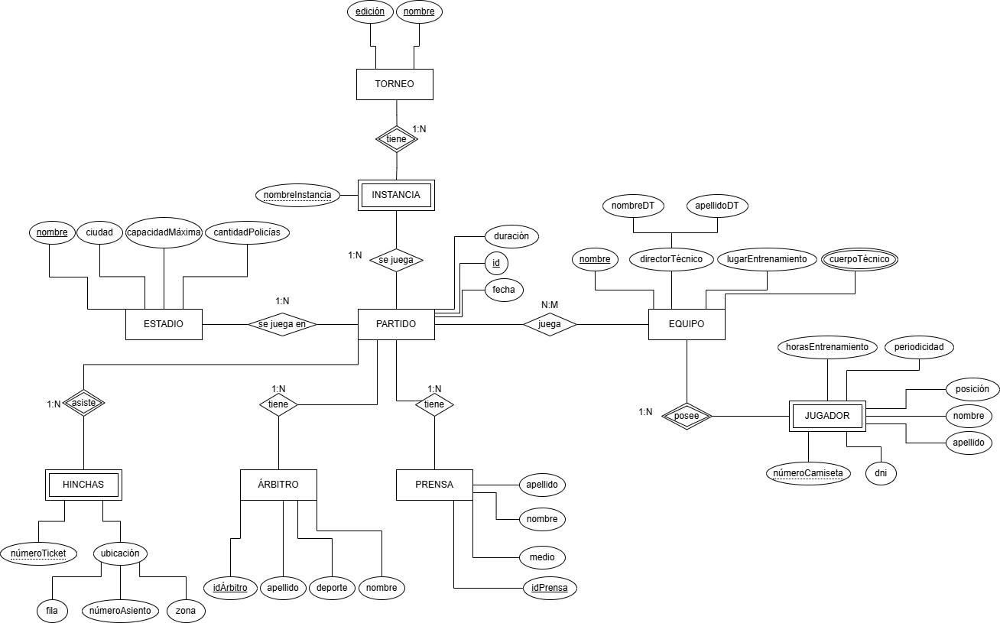 edición
nombre
TORNEO
1:N
tiene
nombreInstancia
INSTANCIA
nombreDT
apellidoDT
nombre
ciudad
capacidadMáxima
cantidadPolicías
duración
1:N
se juega
id
nombre
directorTécnico
lugarEntrenamiento
cuerpoTécnico
fecha
1:N
N:M
ESTADIO
se juega en
PARTIDO
juega
EQUIPO
horasEntrenamiento
periodicidad
1:N
1:N
posición
1:N
asiste
tiene
tiene
1:N
posee
JUGADOR
nombre
apellido
númeroCamiseta
dni
HINCHAS
ÁRBITRO
PRENSA
apellido
nombre
númeroTicket
ubicación
medio
idÁrbitro
apellido
deporte
nombre
idPrensa
fila
númeroAsiento
zona